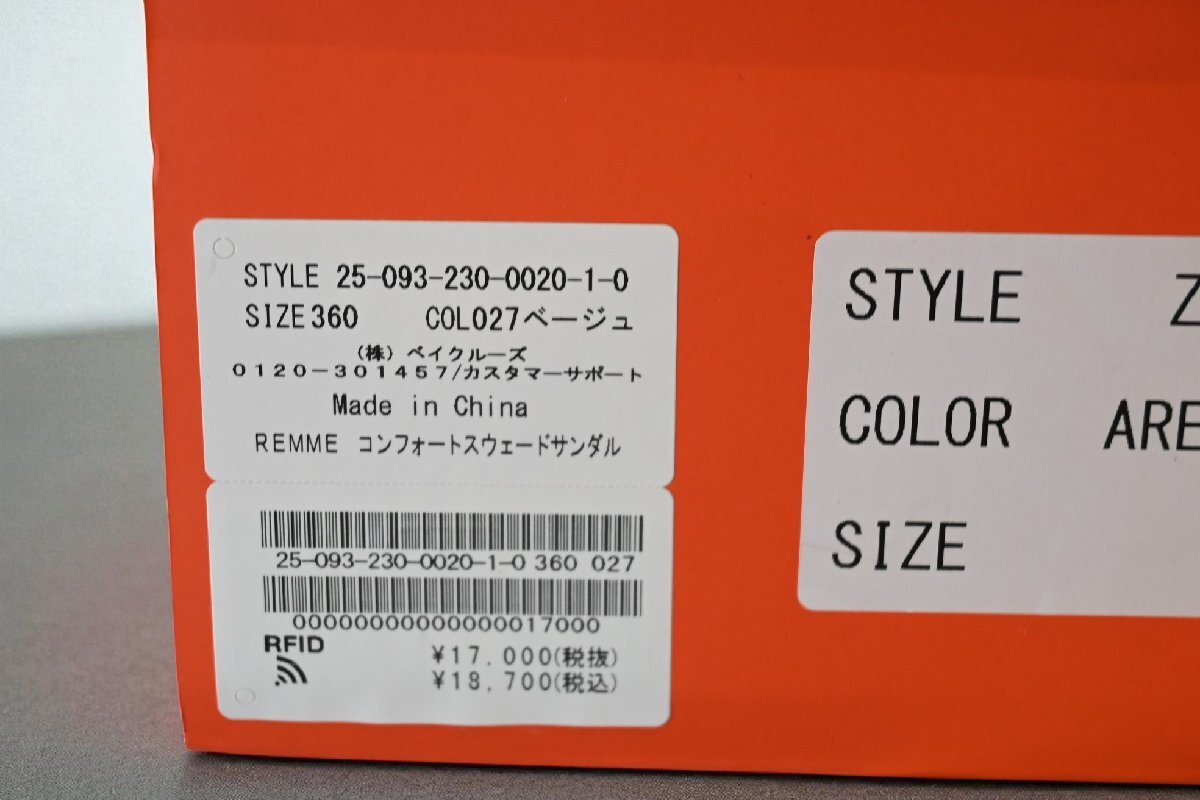 STYLE 25-093-230-0020-1-0
SIZE 360 COL027ベージュ
(株) ベイクルーズ
0120-301457/カスタマーサポート
Made in China
REMME コンフォートスウェードサンダル
25-093-230-0020-1-0 360 027
00000000000000017000
RFID
¥17,000(税抜)
¥18,700(税込)
STYLE Z
COLOR ARE
SIZE